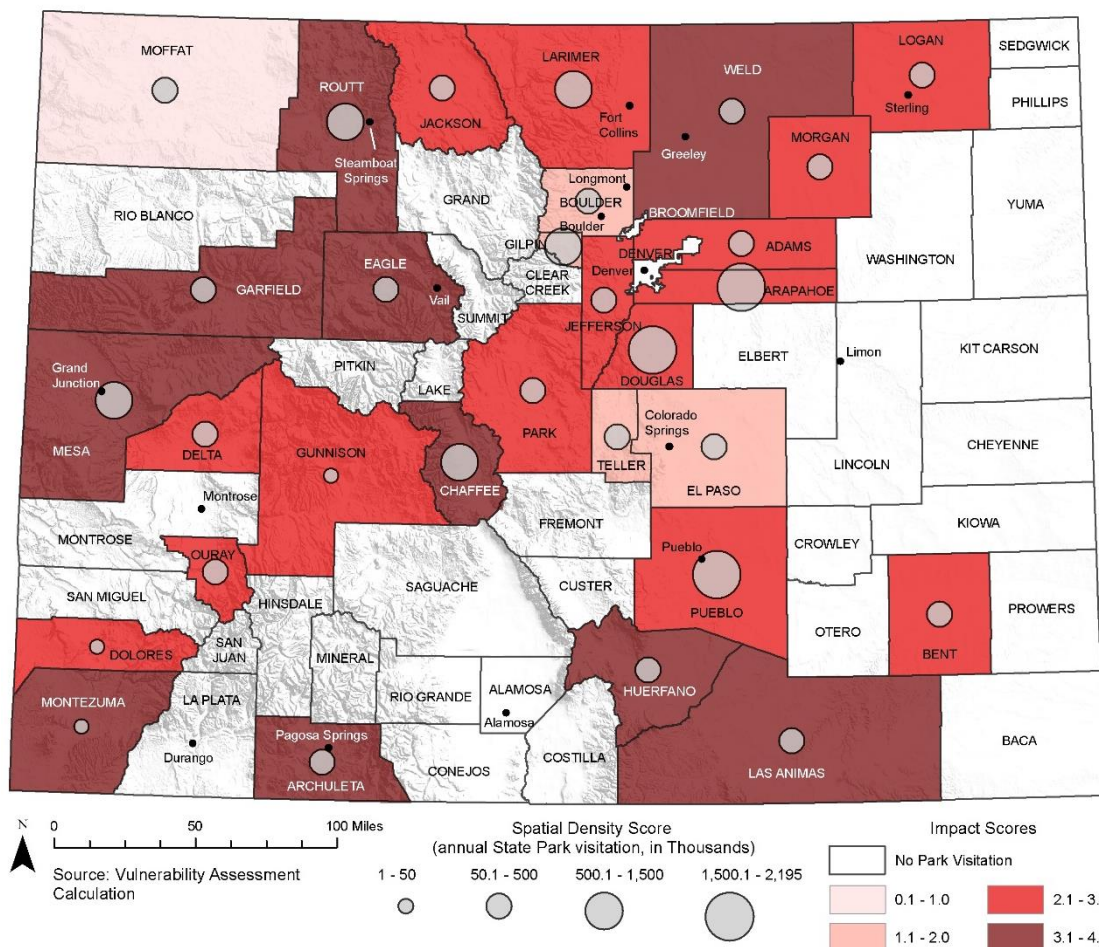 MOFFAT
ROUTT
Steamboat
Springs
JACKSON
LARIMER
Fort
Collins
WELD
Greeley
LOGAN
Sterling
SEDGWICK
PHILLIPS
MORGAN
RIO BLANCO
GRAND
Longmont
BOULDER
Boulder
BROOMFIELD
YUMA
GILPIN
DENVER
Denver
ADAMS
WASHINGTON
GARFIELD
EAGLE
Vail
CLEAR
CREEK
ARAPAHOE
SUMMIT
JEFFERSON
Grand
Junction
MESA
PITKIN
LAKE
DOUGLAS
ELBERT
Limon
KIT CARSON
DELTA
GUNNISON
CHAFFEE
PARK
TELLER
Colorado
Springs
EL PASO
LINCOLN
CHEYENNE
Montrose
MONTROSE
FREMONT
KIOWA
OURAY
SAGUACHE
CUSTER
Pueblo
PUEBLO
CROWLEY
SAN MIGUEL
HINSDALE
OTERO
BENT
PROWERS
DOLORES
SAN
JUAN
MINERAL
RIO GRANDE
ALAMOSA
Alamosa
HUERFANO
MONTEZUMA
LA PLATA
Durango
Pagosa Springs
ARCHULETA
CONEJOS
COSTILLA
LAS ANIMAS
BACA
N
0 50 100 Miles
Source: Vulnerability Assessment
Calculation
Spatial Density Score
(annual State Park visitation, in Thousands)
1 - 50 50.1 - 500 500.1 - 1,500 1,500.1 - 2,195
Impact Scores
No Park Visitation
0.1 - 1.0 2.1 - 3.
1.1 - 2.0 3.1 - 4.